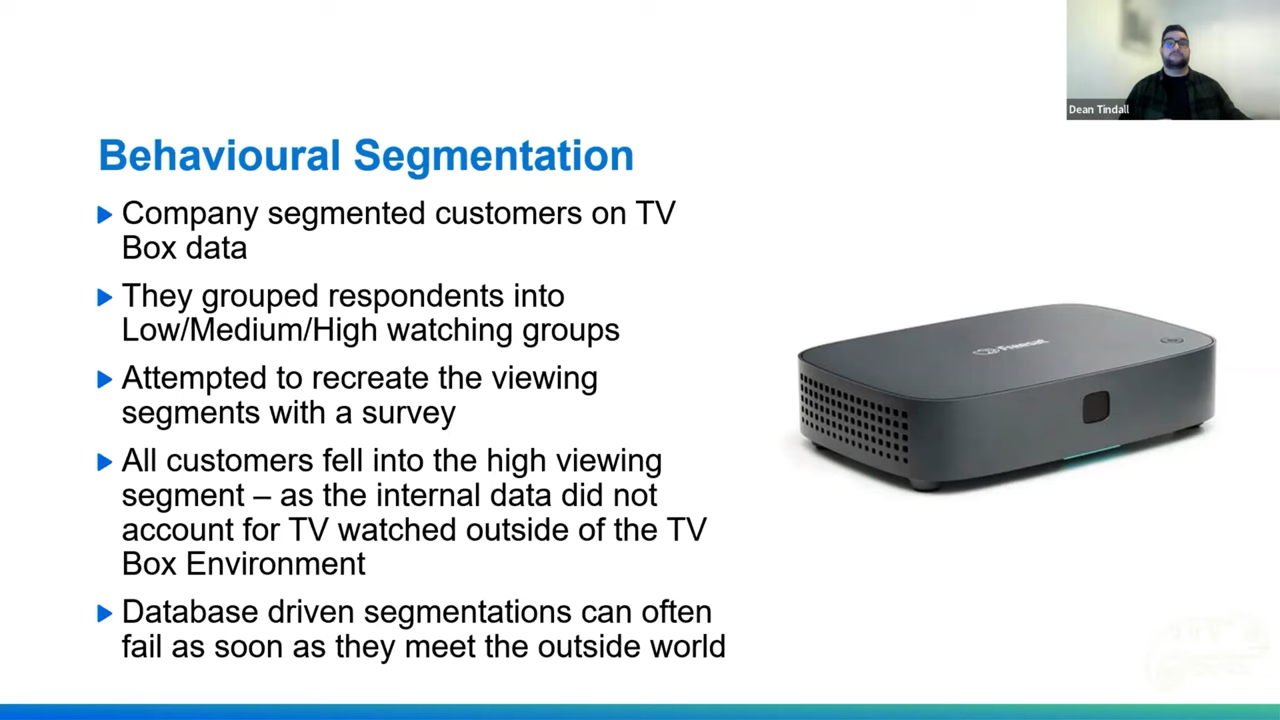 Dean Tindall
Behavioural Segmentation
Company segmented customers on TV
Box data
They grouped respondents into
Low/Medium/High watching groups
Attempted to recreate the viewing
segments with a survey
All customers fell into the high viewing
segment – as the internal data did not
account for TV watched outside of the TV
Box Environment
Database driven segmentations can often
fail as soon as they meet the outside world
Freesat